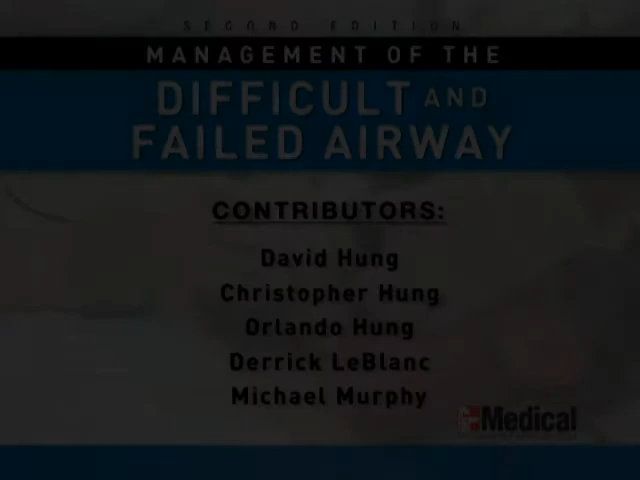 SECOND EDITION
MANAGEMENT OF THE
DIFFICULT AND
FAILED AIRWAY
CONTRIBUTORS:
David Hung
Christopher Hung
Orlando Hung
Derrick LeBlanc
Michael Murphy
Medical